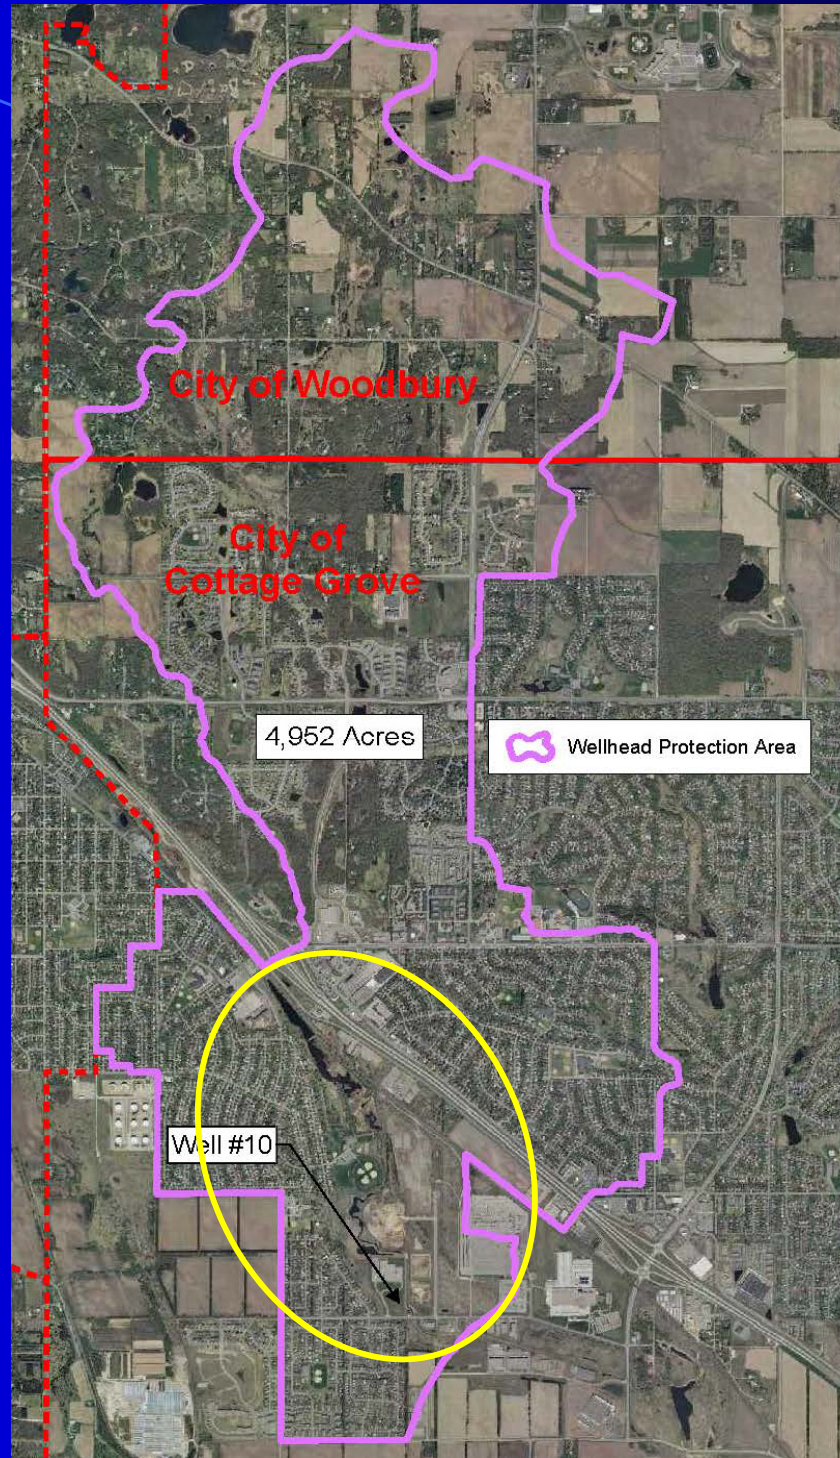 City of Woodbury
City of
Cottage Grove
4,952 Acres
Wellhead Protection Area
Well #10